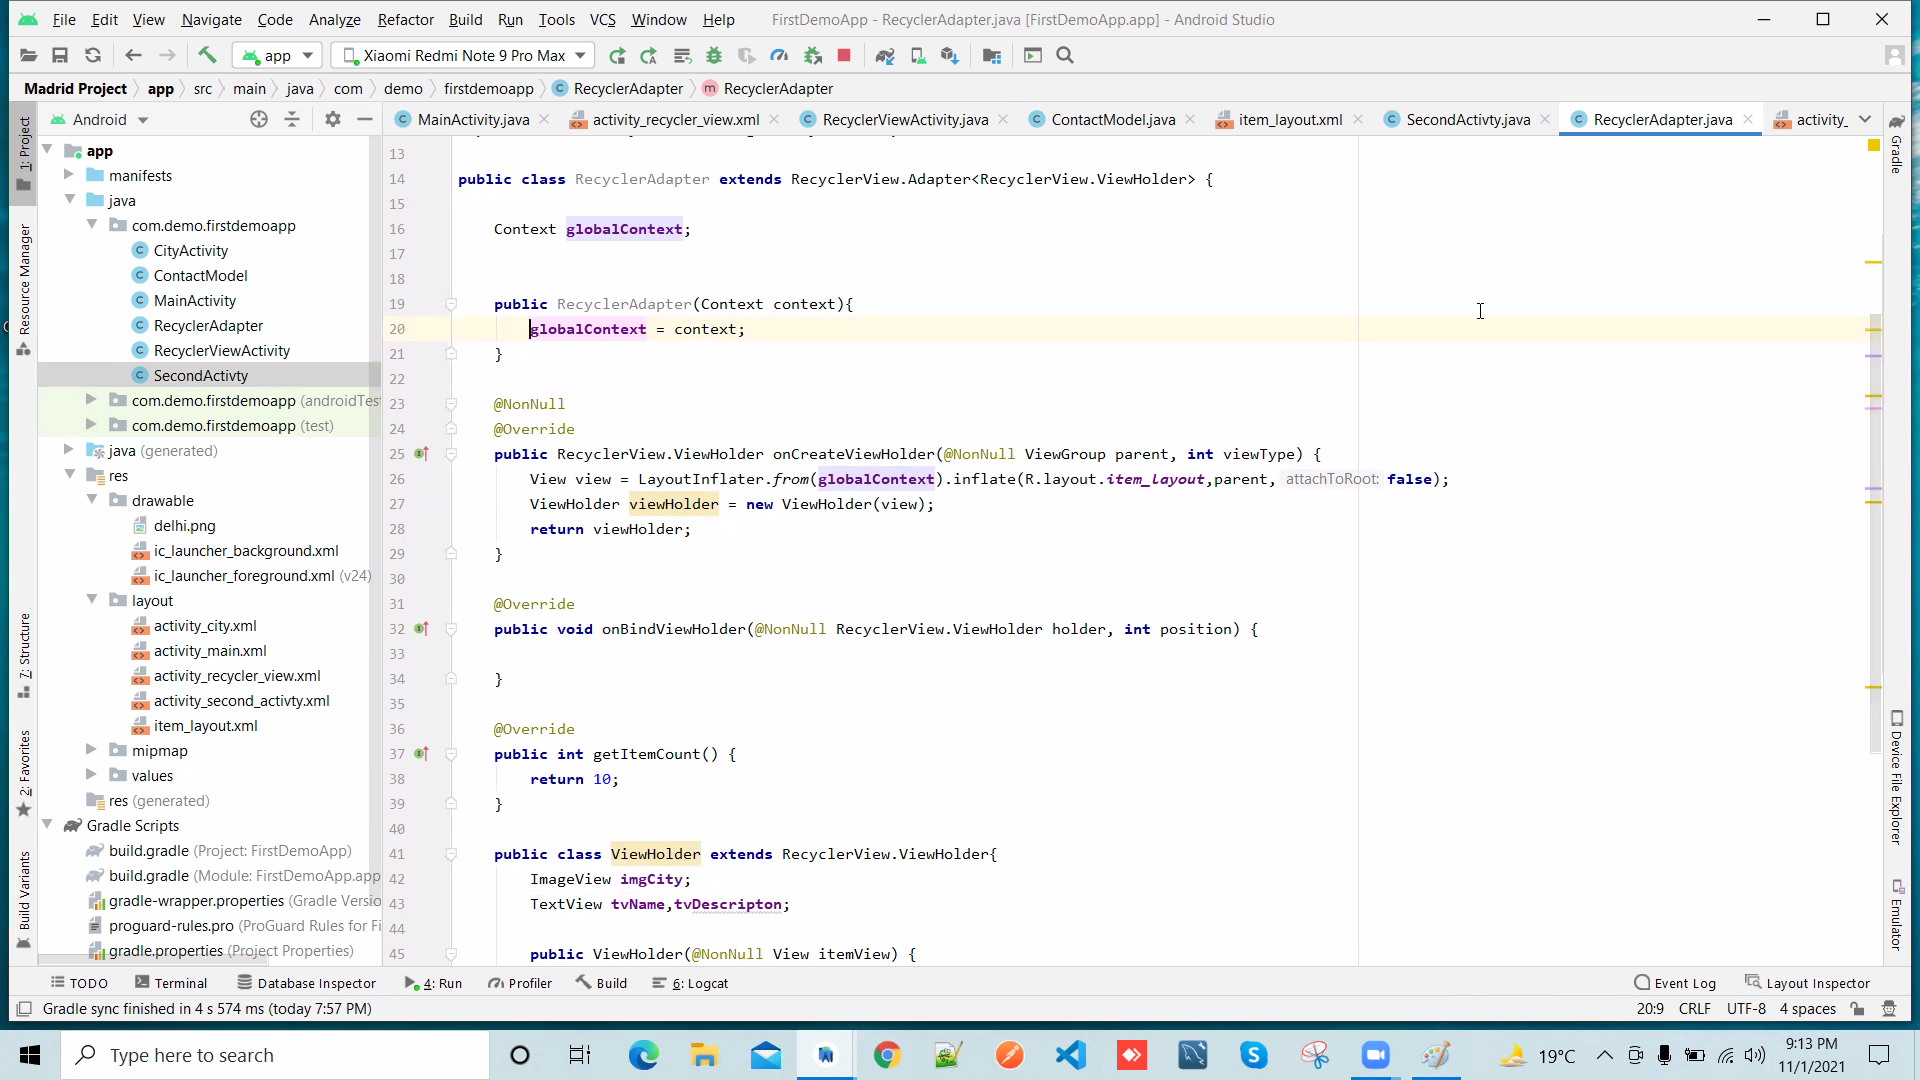 File Edit View Navigate Code Analyze Refactor Build Run Tools VCS Window Help FirstDemoApp - RecyclerAdapter.java [FirstDemoApp.app] - Android Studio
app Xiaomi Redmi Note 9 Pro Max
Madrid Project app src main java com demo firstdemoapp RecyclerAdapter RecyclerAdapter
Android MainActivity.java activity_recycler_view.xml RecyclerViewActivity.java ContactModel.java item_layout.xml SecondActivty.java RecyclerAdapter.java activity_
1: Project
Resource Manager
7: Structure
2: Favorites
Build Variants
app
manifests
java
com.demo.firstdemoapp
CityActivity
ContactModel
MainActivity
RecyclerAdapter
RecyclerViewActivity
SecondActivty
com.demo.firstdemoapp (androidTest
com.demo.firstdemoapp (test)
java (generated)
res
drawable
delhi.png
ic_launcher_background.xml
ic_launcher_foreground.xml (v24)
layout
activity_city.xml
activity_main.xml
activity_recycler_view.xml
activity_second_activty.xml
item_layout.xml
mipmap
values
res (generated)
Gradle Scripts
build.gradle (Project: FirstDemoApp)
build.gradle (Module: FirstDemoApp.app
gradle-wrapper.properties (Gradle Versio
proguard-rules.pro (ProGuard Rules for Fi
gradle.properties (Project Properties)
13
14 public class RecyclerAdapter extends RecyclerView.Adapter<RecyclerView.ViewHolder> {
15
16 Context globalContext;
17
18
19 public RecyclerAdapter(Context context){
20 globalContext = context;
21 }
22
23 @NonNull
24 @Override
25 public RecyclerView.ViewHolder onCreateViewHolder(@NonNull ViewGroup parent, int viewType) {
26 View view = LayoutInflater.from(globalContext).inflate(R.layout.item_layout,parent, attachToRoot: false);
27 ViewHolder viewHolder = new ViewHolder(view);
28 return viewHolder;
29 }
30
31 @Override
32 public void onBindViewHolder(@NonNull RecyclerView.ViewHolder holder, int position) {
33
34 }
35
36 @Override
37 public int getItemCount() {
38 return 10;
39 }
40
41 public class ViewHolder extends RecyclerView.ViewHolder{
42 ImageView imgCity;
43 TextView tvName,tvDescripton;
44
45 public ViewHolder(@NonNull View itemView) {
Gradle
Device File Explorer
Emulator
TODO Terminal Database Inspector 4: Run Profiler Build 6: Logcat Event Log Layout Inspector
Gradle sync finished in 4 s 574 ms (today 7:57 PM) 20:9 CRLF UTF-8 4 spaces
Type here to search 19°C 9:13 PM
11/1/2021